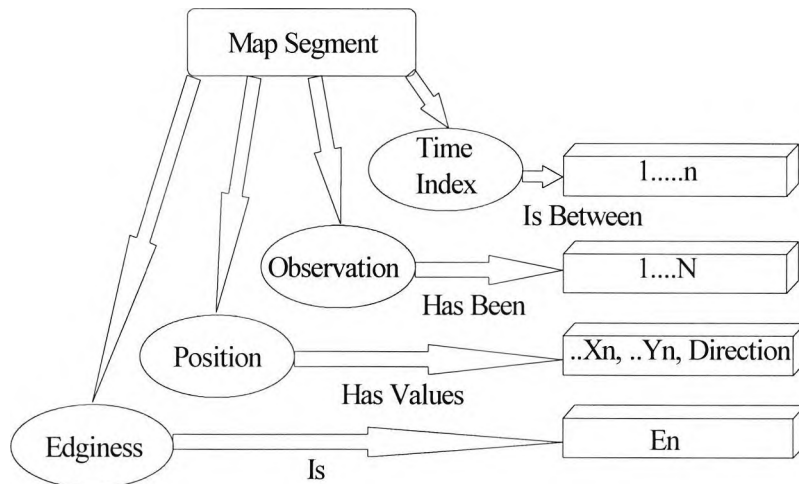 Map Segment
Time
Index
1.....n
Is Between
Observation
1....N
Has Been
Position
..Xn, ..Yn, Direction
Has Values
Edginess
En
Is